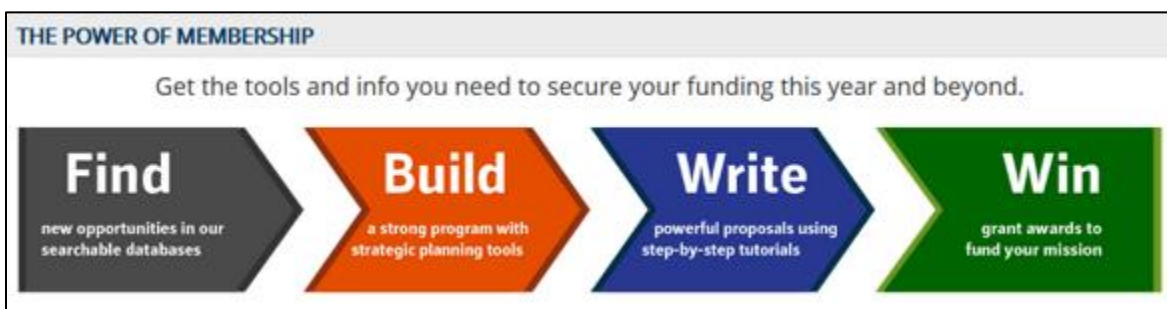 THE POWER OF MEMBERSHIP
Get the tools and info you need to secure your funding this year and beyond.
Find
new opportunities in our
searchable databases
Build
a strong program with
strategic planning tools
Write
powerful proposals using
step-by-step tutorials
Win
grant awards to
fund your mission